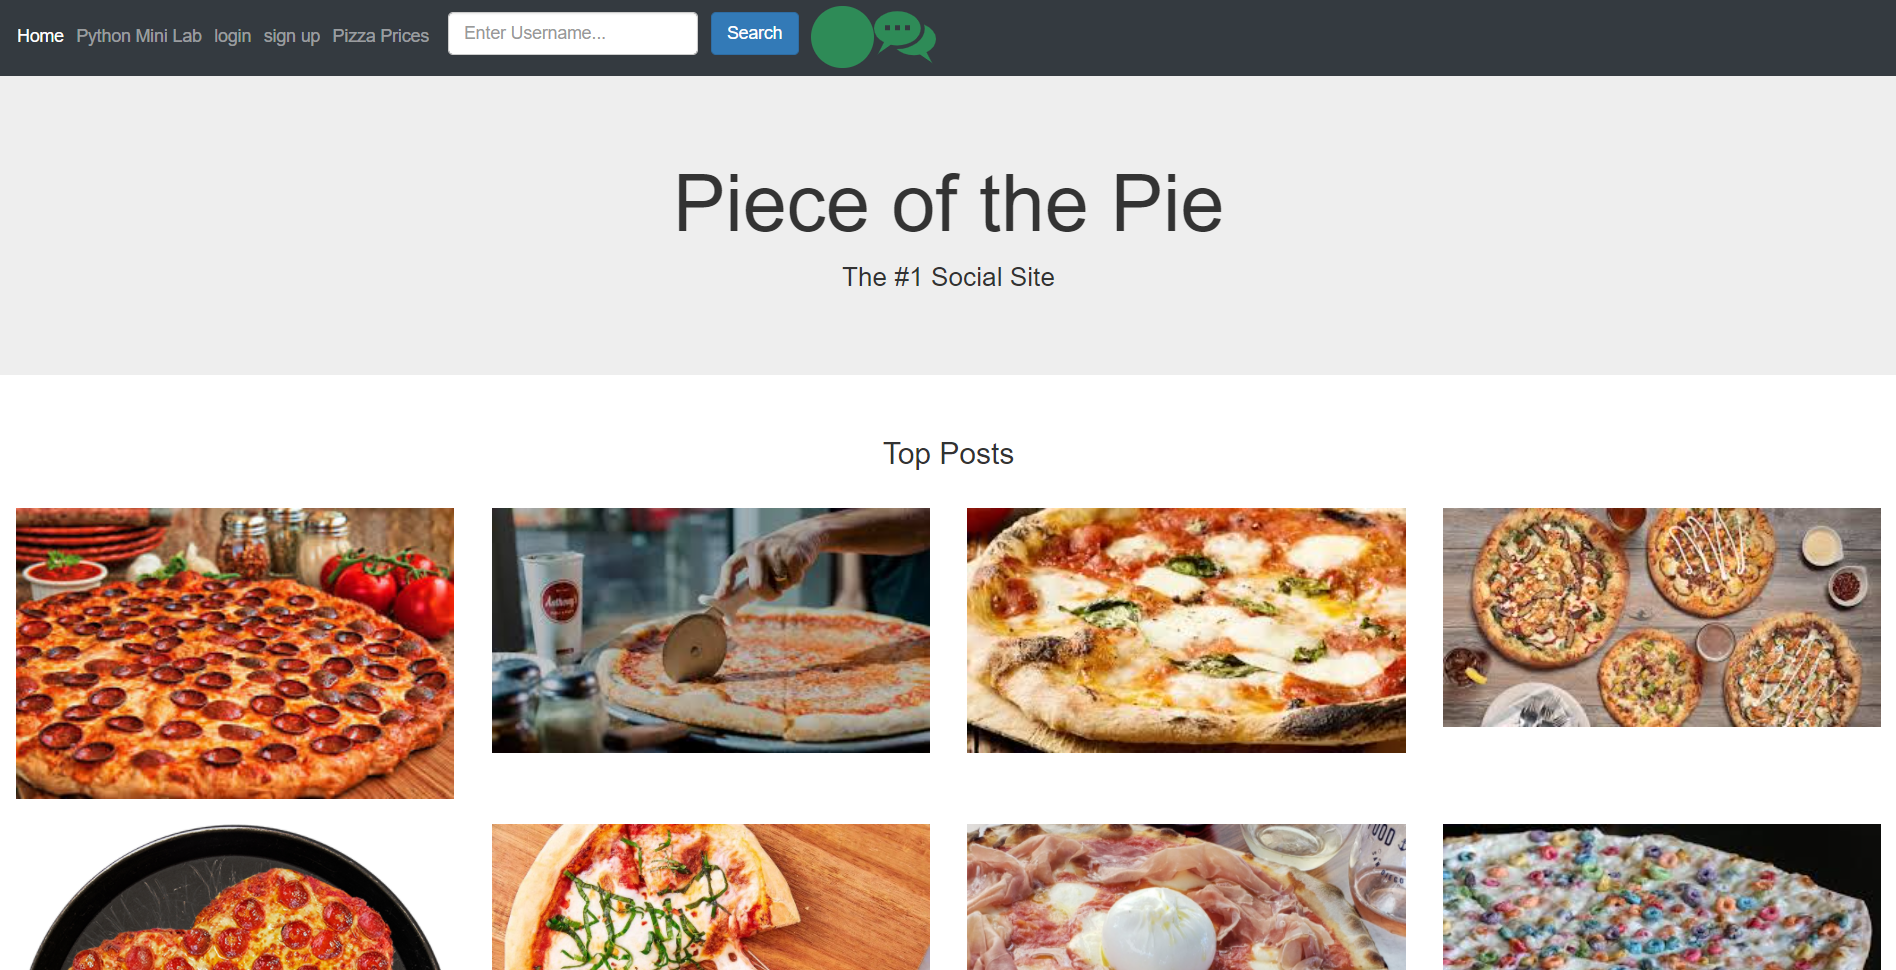 Home Python Mini Lab login sign up Pizza Prices Enter Username... Search
Piece of the Pie
The #1 Social Site
Top Posts
Anthony's